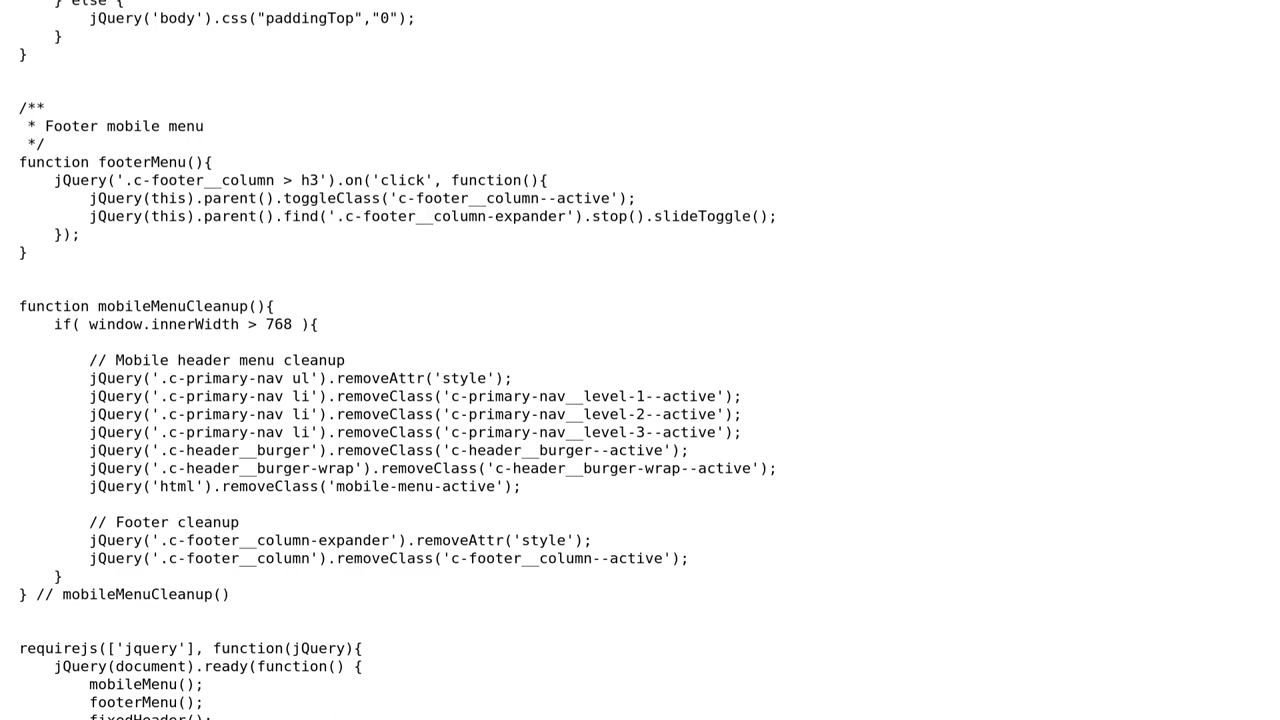 } else {
jQuery('body').css("paddingTop","0");
}
}
/**
* Footer mobile menu
*/
function footerMenu(){
jQuery('.c-footer__column > h3').on('click', function(){
jQuery(this).parent().toggleClass('c-footer__column--active');
jQuery(this).parent().find('.c-footer__column-expander').stop().slideToggle();
});
}
function mobileMenuCleanup(){
if( window.innerWidth > 768 ){
// Mobile header menu cleanup
jQuery('.c-primary-nav ul').removeAttr('style');
jQuery('.c-primary-nav li').removeClass('c-primary-nav__level-1--active');
jQuery('.c-primary-nav li').removeClass('c-primary-nav__level-2--active');
jQuery('.c-primary-nav li').removeClass('c-primary-nav__level-3--active');
jQuery('.c-header__burger').removeClass('c-header__burger--active');
jQuery('.c-header__burger-wrap').removeClass('c-header__burger-wrap--active');
jQuery('html').removeClass('mobile-menu-active');
// Footer cleanup
jQuery('.c-footer__column-expander').removeAttr('style');
jQuery('.c-footer__column').removeClass('c-footer__column--active');
}
} // mobileMenuCleanup()
requirejs(['jquery'], function(jQuery){
jQuery(document).ready(function() {
mobileMenu();
footerMenu();
fixedHeader();